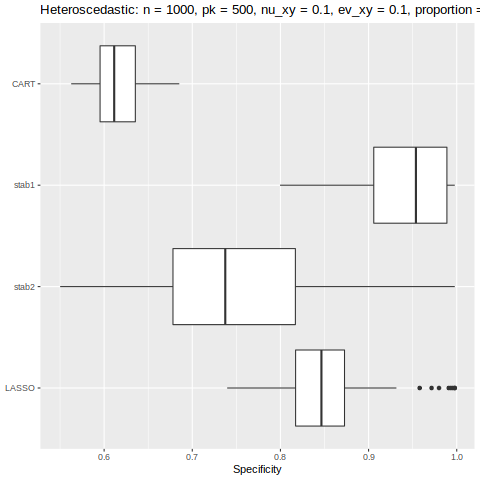 Heteroscedastic: n = 1000, pk = 500, nu_xy = 0.1, ev_xy = 0.1, proportion =
CART
stab1
stab2
LASSO
0.6 0.7 0.8 0.9 1.0
Specificity